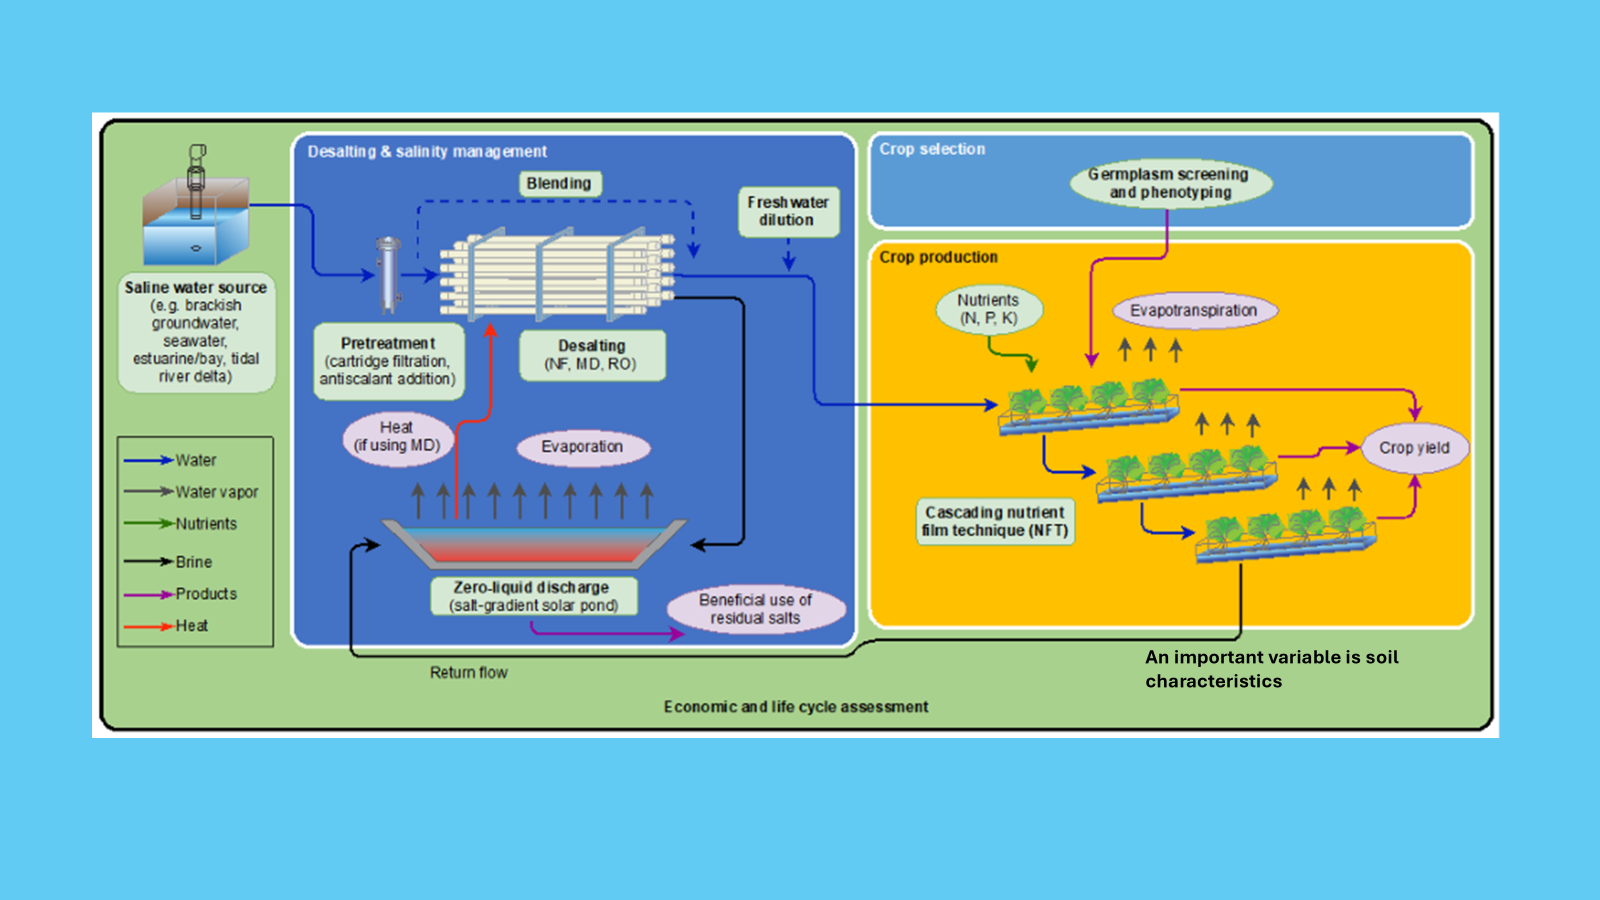 Desalting & salinity management
Blending
Freshwater
dilution
Saline water source
(e.g. brackish
groundwater,
seawater,
estuarine/bay, tidal
river delta)
Pretreatment
(cartridge filtration,
antiscalant addition)
Desalting
(NF, MD, RO)
Heat
(if using MD)
Evaporation
Zero-liquid discharge
(salt-gradient solar pond)
Beneficial use of
residual salts
Water
Water vapor
Nutrients
Brine
Products
Heat
Crop selection
Germplasm screening
and phenotyping
Crop production
Nutrients
(N, P, K)
Evapotranspiration
Crop yield
Cascading nutrient
film technique (NFT)
Return flow
An important variable is soil
characteristics
Economic and life cycle assessment